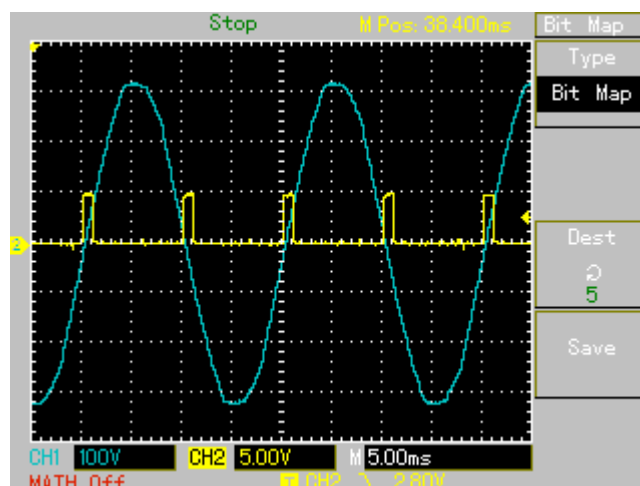 Stop M Pos: 38.400ms Bit Map
Type
Bit Map
2
Dest
5
Save
CH1 100V CH2 5.00V M 5.00ms
MATH Off T CH2 2.80V